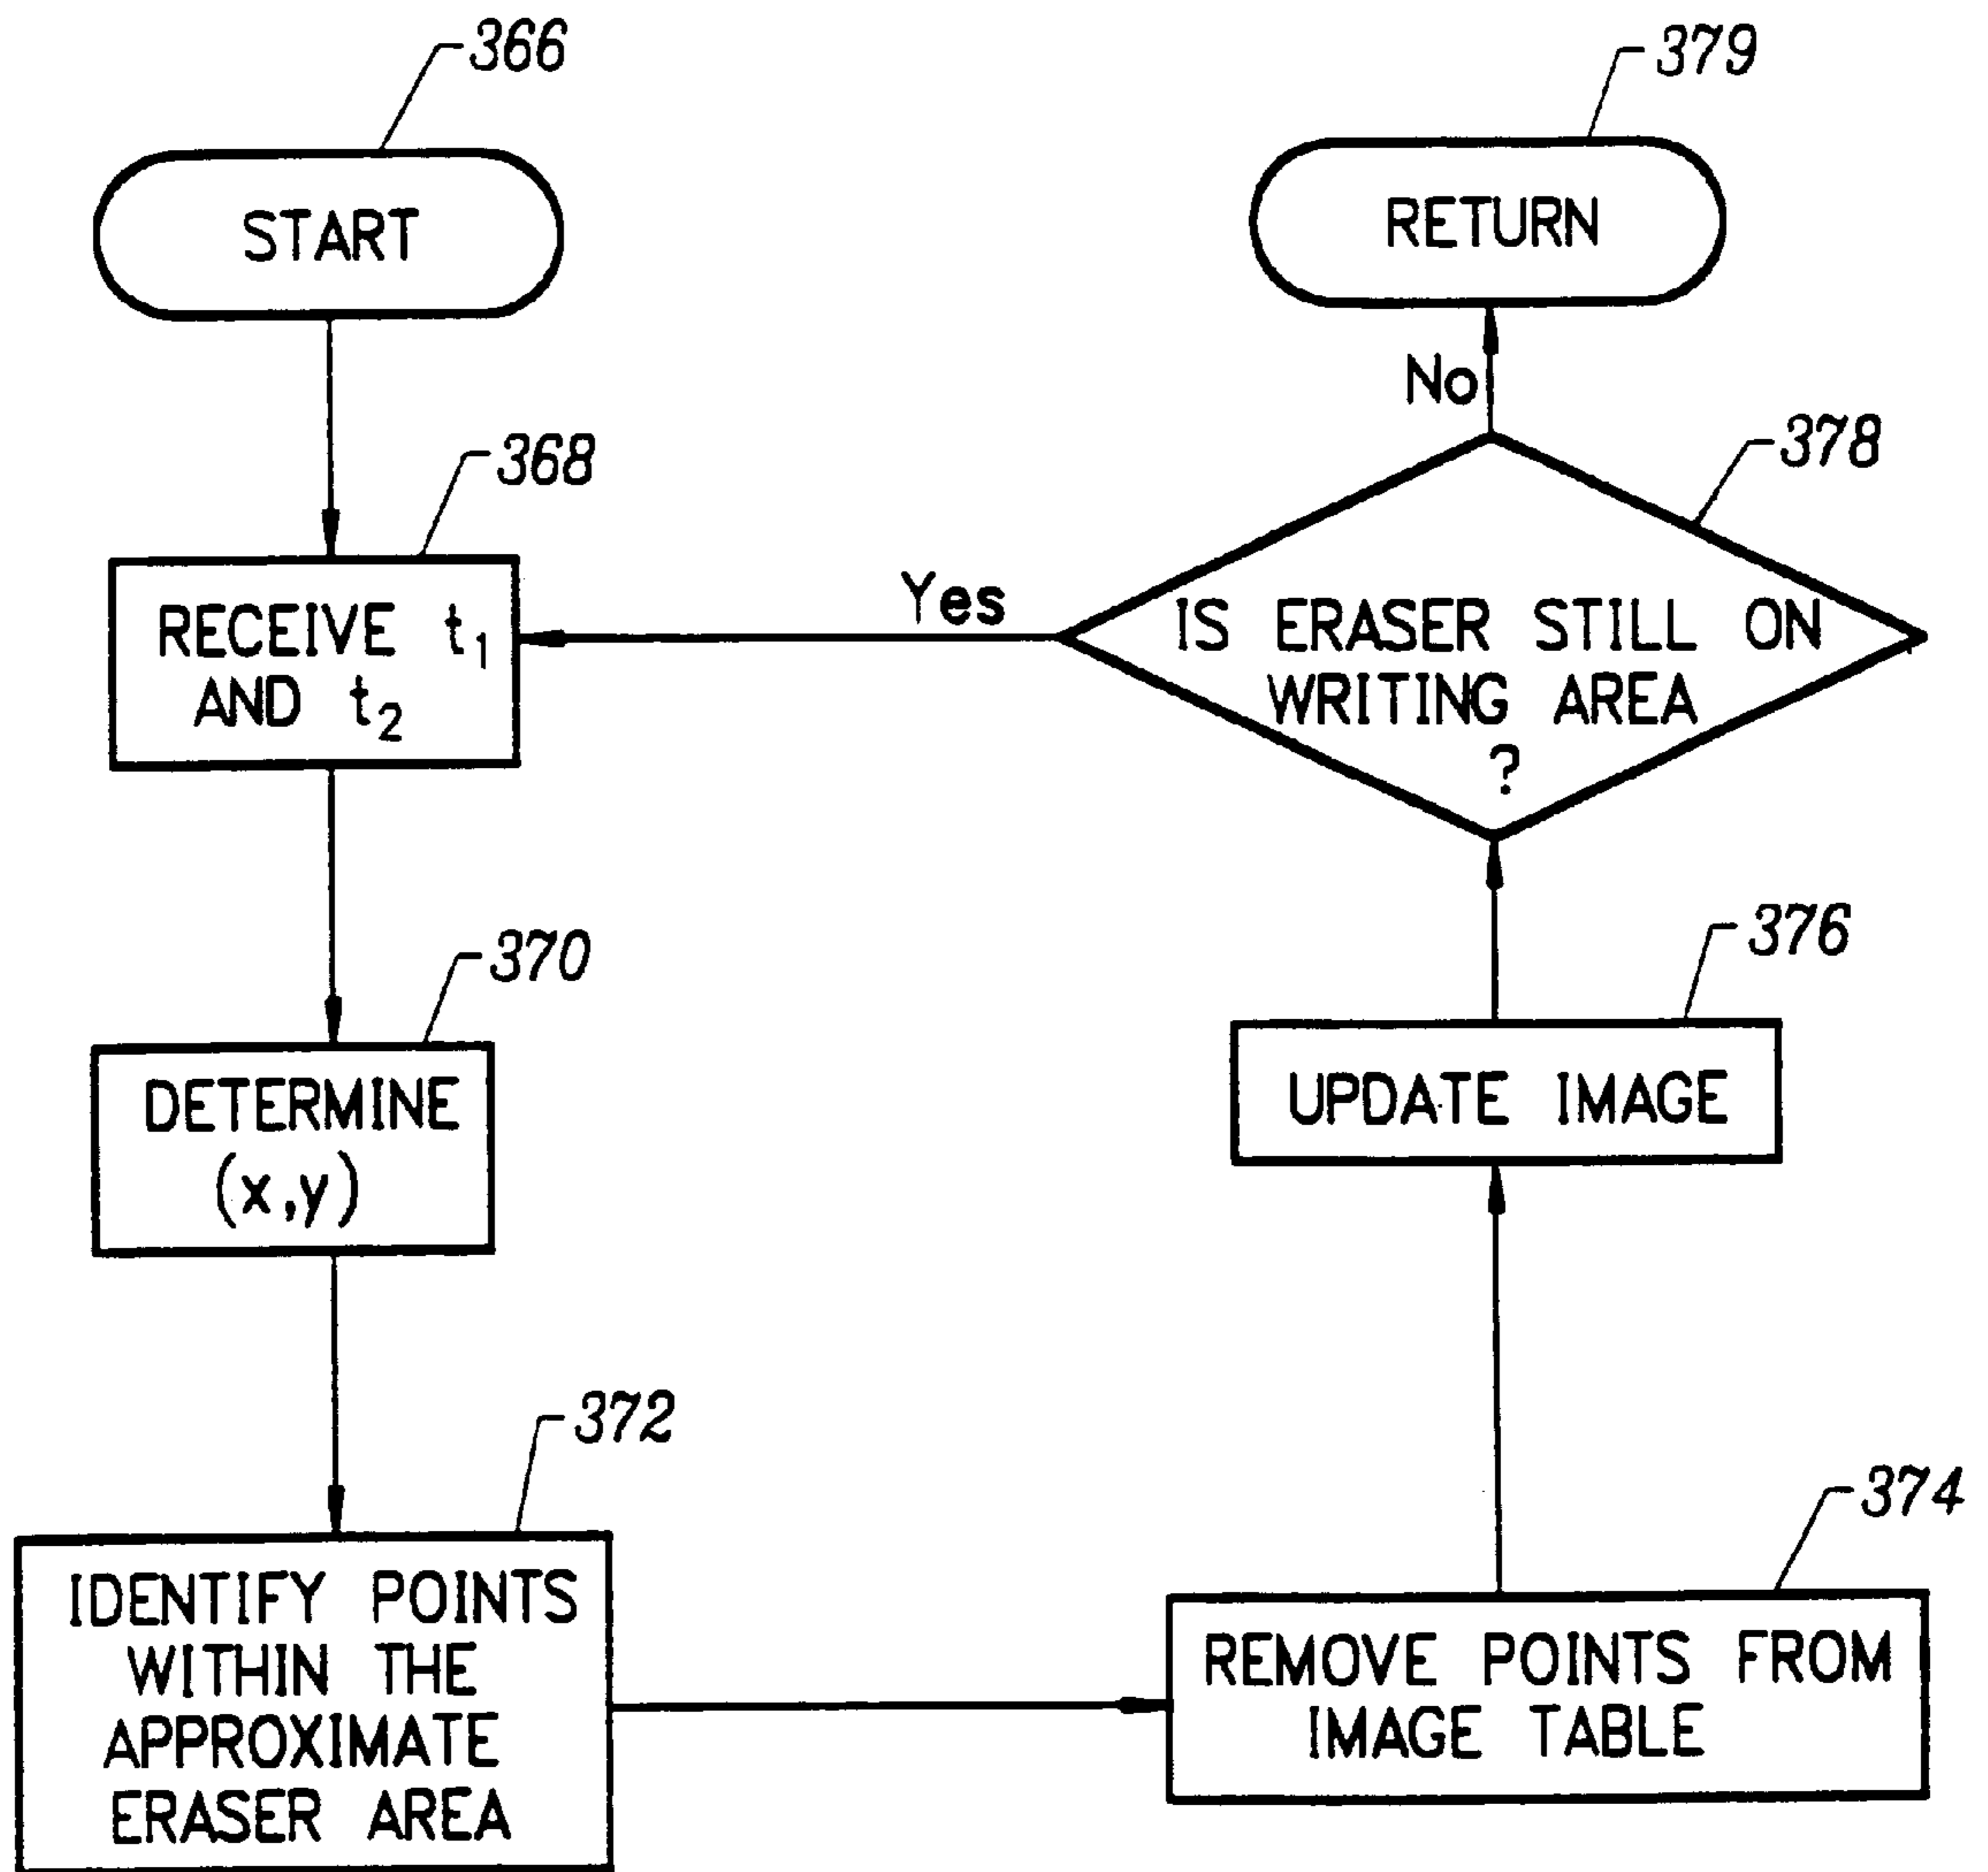 366
START
368
RECEIVE t₁
AND t₂
370
DETERMINE
(x,y)
372
IDENTIFY POINTS
WITHIN THE
APPROXIMATE
ERASER AREA
374
REMOVE POINTS FROM
IMAGE TABLE
376
UPDATE IMAGE
378
IS ERASER STILL ON
WRITING AREA
?
Yes
No
379
RETURN